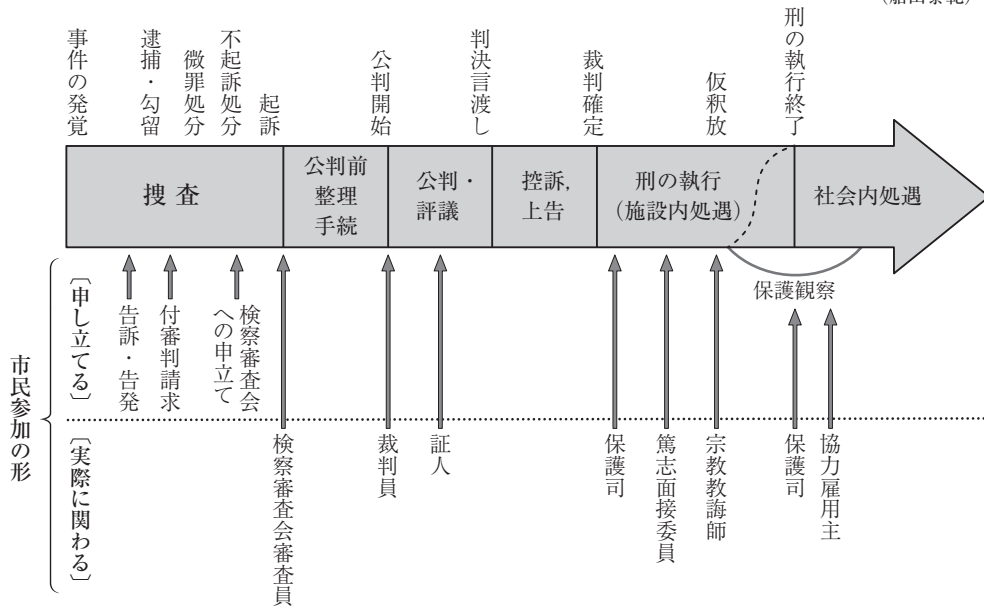 （船山泰範）
事件の発覚
逮捕・勾留
微罪処分
不起訴処分
起訴
公判開始
判決言渡し
裁判確定
仮釈放
刑の執行終了
捜査
公判前
整理
手続
公判・
評議
控訴，
上告
刑の執行
（施設内処遇）
社会内処遇
保護観察
市民参加の形
〔申し立てる〕
告訴・告発
付審判請求
検察審査会
への申立て
〔実際に関わる〕
検察審査会審査員
裁判員
証人
保護司
篤志面接委員
宗教教誨師
保護司
協力雇用主